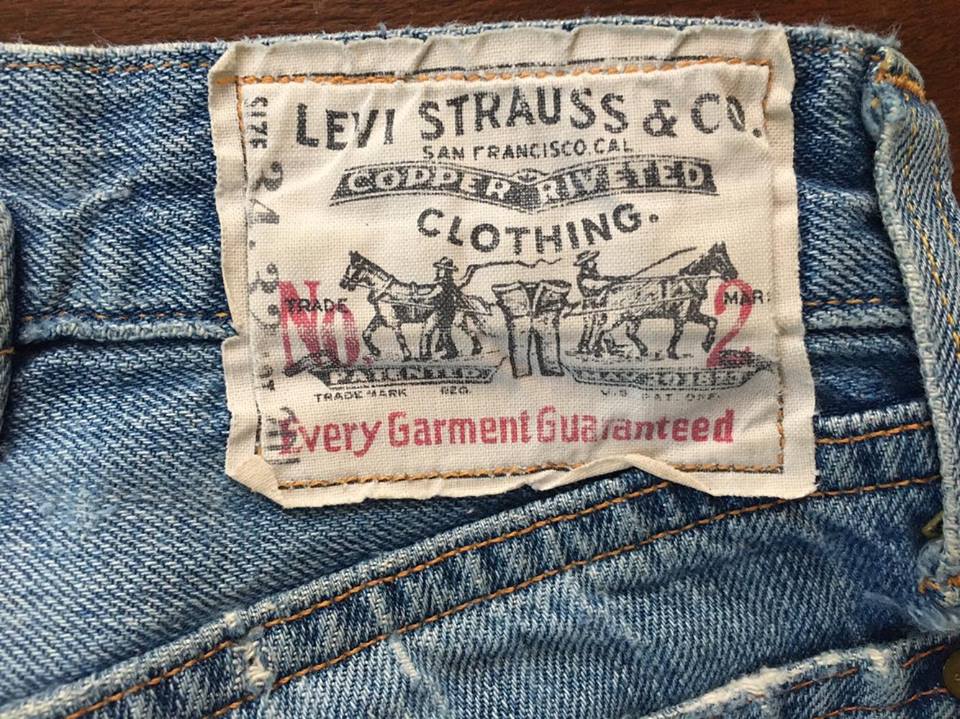 LEVI STRAUSS & CO.
SAN FRANCISCO.CAL
COPPER RIVETED
CLOTHING.
TRADE MAR
No. 2
PATENTED
TRADE MARK REG. U.S. PAT. OFF.
Every Garment Guaranteed
SIZE